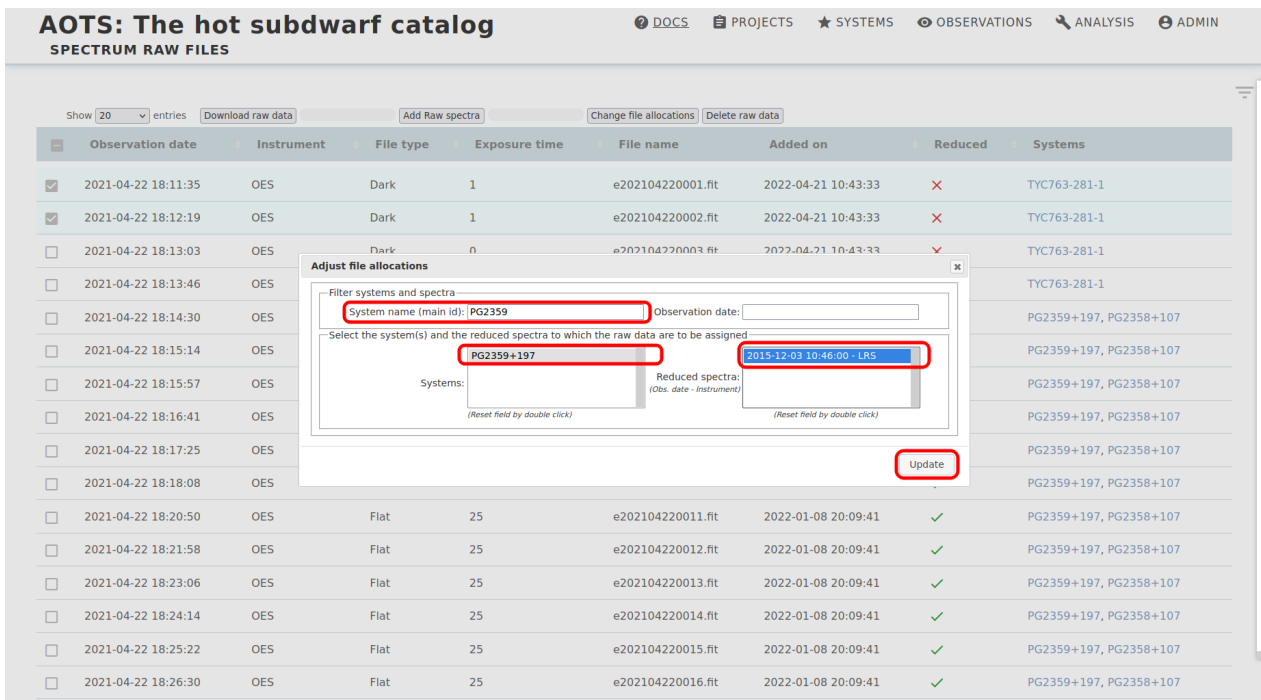 AOTS: The hot subdwarf catalog
SPECTRUM RAW FILES
DOCS PROJECTS SYSTEMS OBSERVATIONS ANALYSIS ADMIN
Show 20 entries Download raw data Add Raw spectra Change file allocations Delete raw data
Observation date Instrument File type Exposure time File name Added on Reduced Systems
2021-04-22 18:11:35 OES Dark 1 e202104220001.fit 2022-04-21 10:43:33 TYC763-281-1
2021-04-22 18:12:19 OES Dark 1 e202104220002.fit 2022-04-21 10:43:33 TYC763-281-1
2021-04-22 18:13:03 OES Dark 0 e202104220003.fit 2022-04-21 10:43:33 TYC763-281-1
2021-04-22 18:13:46 OES TYC763-281-1
2021-04-22 18:14:30 OES PG2359+197, PG2358+107
2021-04-22 18:15:14 OES PG2359+197, PG2358+107
2021-04-22 18:15:57 OES PG2359+197, PG2358+107
2021-04-22 18:16:41 OES PG2359+197, PG2358+107
2021-04-22 18:17:25 OES PG2359+197, PG2358+107
2021-04-22 18:18:08 OES PG2359+197, PG2358+107
Adjust file allocations
Filter systems and spectra
System name (main id): PG2359 Observation date:
Select the system(s) and the reduced spectra to which the raw data are to be assigned
PG2359+197 2015-12-03 10:46:00 - LRS
Systems: Reduced spectra:
(Obs. date - Instrument)
(Reset field by double click) (Reset field by double click)
Update
2021-04-22 18:20:50 OES Flat 25 e202104220011.fit 2022-01-08 20:09:41 PG2359+197, PG2358+107
2021-04-22 18:21:58 OES Flat 25 e202104220012.fit 2022-01-08 20:09:41 PG2359+197, PG2358+107
2021-04-22 18:23:06 OES Flat 25 e202104220013.fit 2022-01-08 20:09:41 PG2359+197, PG2358+107
2021-04-22 18:24:14 OES Flat 25 e202104220014.fit 2022-01-08 20:09:41 PG2359+197, PG2358+107
2021-04-22 18:25:22 OES Flat 25 e202104220015.fit 2022-01-08 20:09:41 PG2359+197, PG2358+107
2021-04-22 18:26:30 OES Flat 25 e202104220016.fit 2022-01-08 20:09:41 PG2359+197, PG2358+107